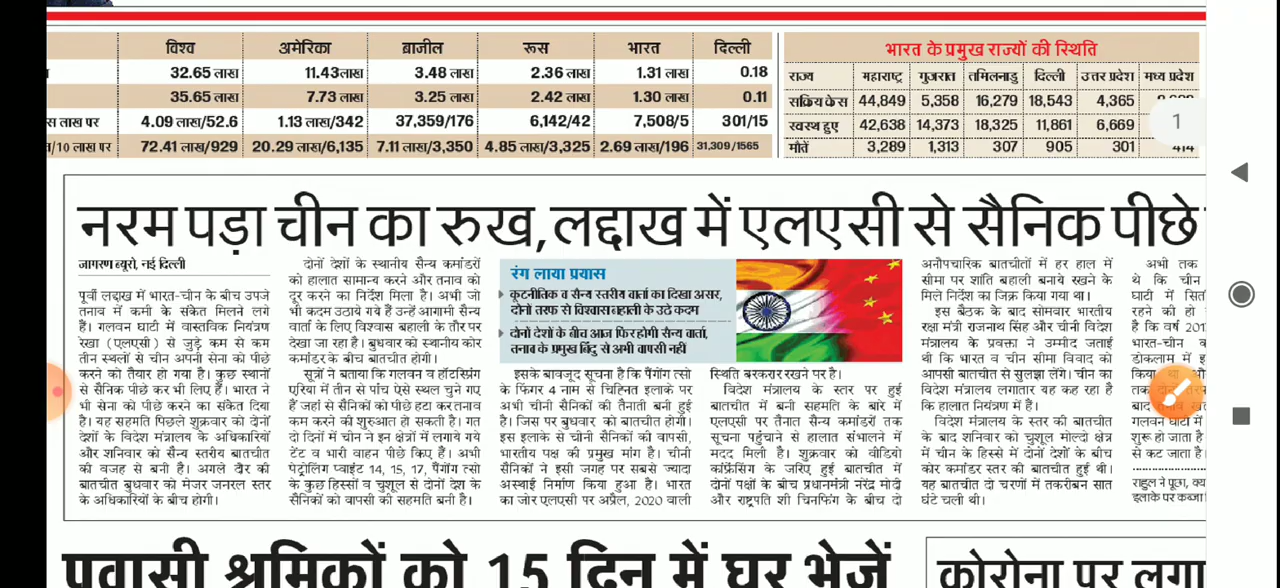 विश्व अमेरिका ब्राजील रूस भारत दिल्ली
32.65 लाख 11.43लाख 3.48 लाख 2.36 लाख 1.31 लाख 0.18
35.65 लाख 7.73 लाख 3.25 लाख 2.42 लाख 1.30 लाख 0.11
स लाख पर 4.09 लाख/52.6 1.13 लाख/342 37,359/176 6,142/42 7,508/5 301/15
/10 लाख पर 72.41 लाख/929 20.29 लाख/6,135 7.11 लाख/3,350 4.85 लाख/3,325 2.69 लाख/196 31,309/1565
भारत के प्रमुख राज्यों की स्थिति
राज्य महाराष्ट्र गुजरात तमिलनाडु दिल्ली उत्तर प्रदेश मध्य प्रदेश
सक्रिय केस 44,849 5,358 16,279 18,543 4,365
स्वस्थ हुए 42,638 14,373 18,325 11,861 6,669
मौतें 3,289 1,313 307 905 301 414
1
नरम पड़ा चीन का रुख, लद्दाख में एलएसी से सैनिक पीछे
जागरण ब्यूरो, नई दिल्ली
पूर्वी लद्दाख में भारत-चीन के बीच उपजे
तनाव में कमी के संकेत मिलने लगे
हैं। गलवन घाटी में वास्तविक नियंत्रण
रेखा (एलएसी) से जुड़े कम से कम
तीन स्थलों से चीन अपनी सेना को पीछे
करने को तैयार हो गया है। कुछ स्थानों
से सैनिक पीछे कर भी लिए हैं। भारत ने
भी सेना को पीछे करने का संकेत दिया
है। यह सहमति पिछले शुक्रवार को दोनों
देशों के विदेश मंत्रालय के अधिकारियों
और शनिवार को सैन्य स्तरीय बातचीत
की वजह से बनी है। अगले दौर की
बातचीत बुधवार को मेजर जनरल स्तर
के अधिकारियों के बीच होगी।
दोनों देशों के स्थानीय सैन्य कमांडरों
को हालात सामान्य करने और तनाव को
दूर करने का निर्देश मिला है। अभी जो
भी कदम उठाये गये हैं उन्हें आगामी सैन्य
वार्ता के लिए विश्वास बहाली के तौर पर
देखा जा रहा है। बुधवार को स्थानीय कोर
कमांडर के बीच बातचीत होगी।
सूत्रों ने बताया कि गलवन व हॉटस्प्रिंग
एरिया में तीन से पांच ऐसे स्थल चुने गए
हैं जहां से सैनिकों को पीछे हटा कर तनाव
कम करने की शुरुआत हो सकती है। गत
दो दिनों में चीन ने इन क्षेत्रों में लगाये गये
टेंट व भारी वाहन पीछे किए हैं। अभी
पेट्रोलिंग प्वाइंट 14, 15, 17, पैंगोंग त्सो
के कुछ हिस्सों व चुशूल से दोनों देश के
सैनिकों को वापसी की सहमति बनी है।
रंग लाया प्रयास
कूटनीतिक व सैन्य स्तरीय वार्ता का दिखा असर,
दोनों तरफ से विश्वास बहाली के उठे कदम
दोनों देशों के बीच आज फिर होगी सैन्य वार्ता,
तनाव के प्रमुख बिंदु से अभी वापसी नहीं
इसके बावजूद सूचना है कि पैंगोंग त्सो
के फिंगर 4 नाम से चिह्नित इलाके पर
अभी चीनी सैनिकों की तैनाती बनी हुई
है। जिस पर बुधवार को बातचीत होगी।
इस इलाके से चीनी सैनिकों की वापसी,
भारतीय पक्ष की प्रमुख मांग है। चीनी
सैनिकों ने इसी जगह पर सबसे ज्यादा
अस्थाई निर्माण किया हुआ है। भारत
का जोर एलएसी पर अप्रैल, 2020 वाली
स्थिति बरकरार रखने पर है।
विदेश मंत्रालय के स्तर पर हुई
बातचीत में बनी सहमति के बारे में
एलएसी पर तैनात सैन्य कमांडरों तक
सूचना पहुंचाने से हालात संभालने में
मदद मिली है। शुक्रवार को वीडियो
कांफ्रेंसिंग के जरिए हुई बातचीत में
दोनों पक्षों के बीच प्रधानमंत्री नरेंद्र मोदी
और राष्ट्रपति शी चिनफिंग के बीच दो
अनौपचारिक बातचीतों में हर हाल में
सीमा पर शांति बहाली बनाये रखने के
मिले निर्देश का जिक्र किया गया था।
इस बैठक के बाद सोमवार भारतीय
रक्षा मंत्री राजनाथ सिंह और चीनी विदेश
मंत्रालय के प्रवक्ता ने उम्मीद जताई
थी कि भारत व चीन सीमा विवाद को
आपसी बातचीत से सुलझा लेंगे। चीन का
विदेश मंत्रालय लगातार यह कह रहा है
कि हालात नियंत्रण में हैं।
विदेश मंत्रालय के स्तर की बातचीत
के बाद शनिवार को चुशूल मोल्दो क्षेत्र
में चीन के हिस्से में दोनों देशों के बीच
कोर कमांडर स्तर की बातचीत हुई थी।
यह बातचीत दो चरणों में तकरीबन सात
घंटे चली थी।
अभी तक
थे कि चीन
घाटी में सित
रहने की हो
है कि वर्ष 201
भारत-चीन व
डोकलाम में इ
किया था औ
तक
बाद
गलवन घाटी में
शुरू हो जाता है
से कट जाता है।
राहुल ने पूछा, क्य
इलाके पर कब्जा
प्रवासी श्रमिकों को 15 दिन में घर भेजें
कोरोना पर लगा